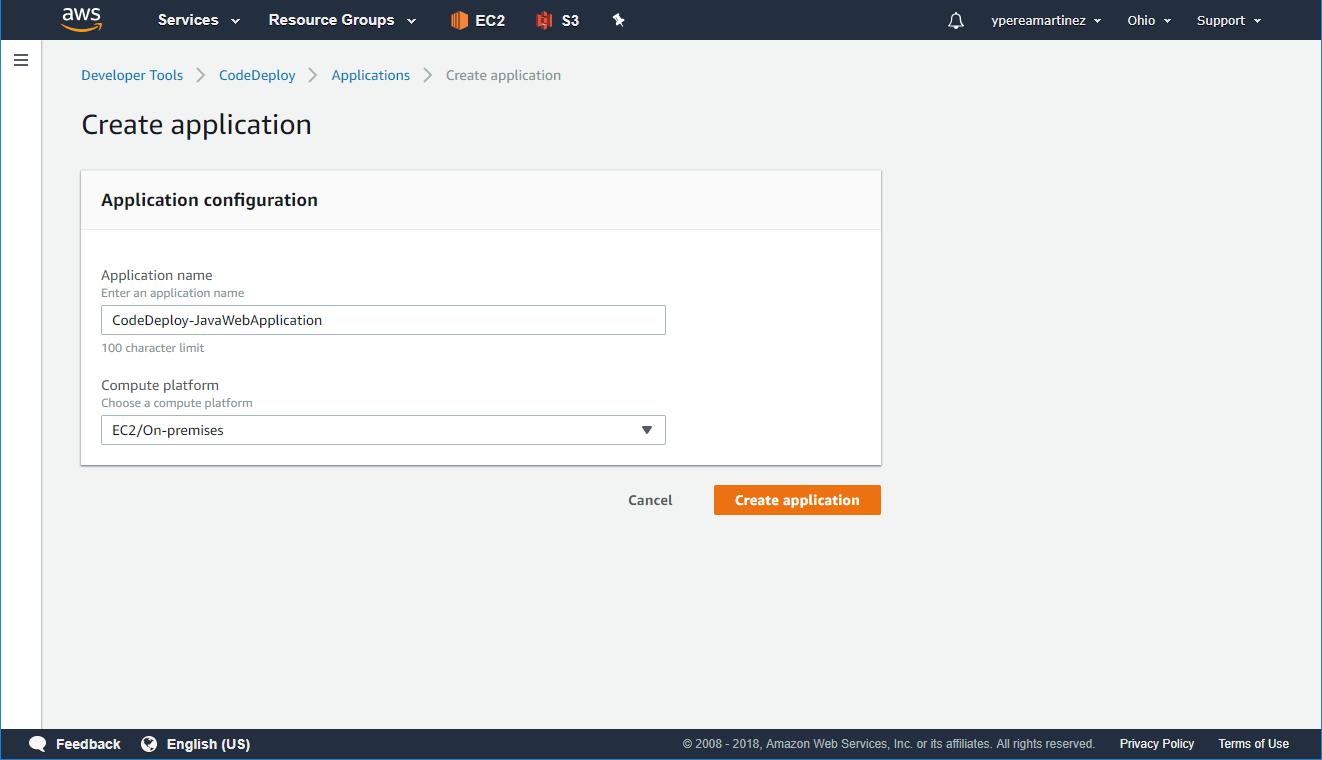 aws Services Resource Groups EC2 S3 ypereamartinez Ohio Support
Developer Tools CodeDeploy Applications Create application
Create application
Application configuration
Application name
Enter an application name
CodeDeploy-JavaWebApplication
100 character limit
Compute platform
Choose a compute platform
EC2/On-premises
Cancel Create application
Feedback English (US) © 2008 - 2018, Amazon Web Services, Inc. or its affiliates. All rights reserved. Privacy Policy Terms of Use